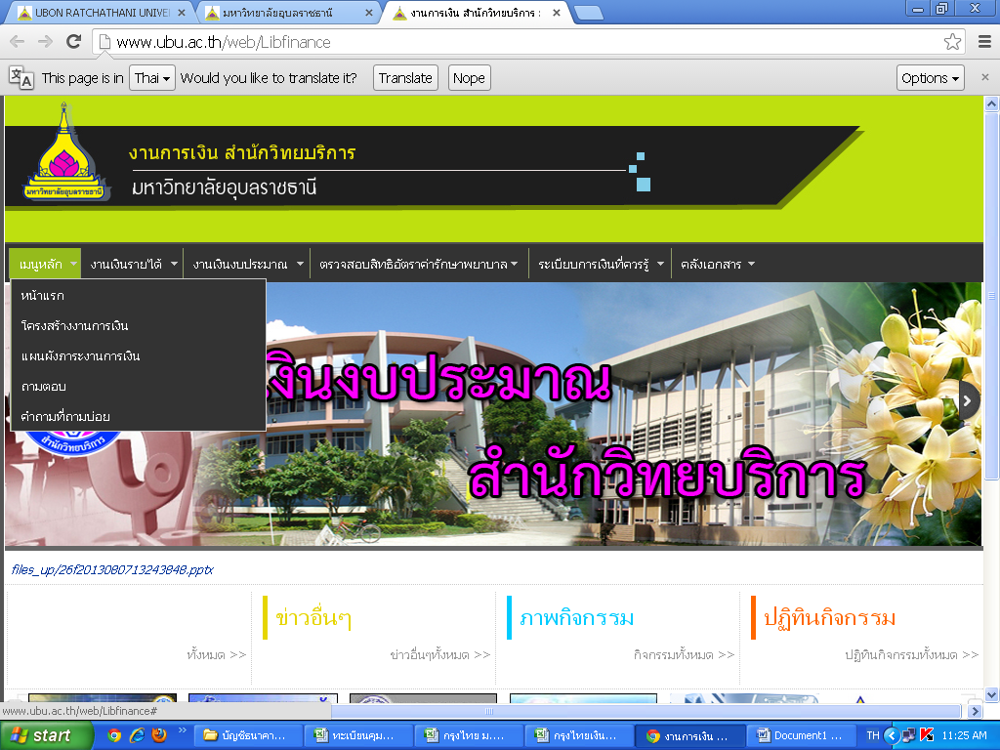 UBON RATCHATHANI UNIVE
มหาวิทยาลัยอุบลราชธานี
งานการเงิน สำนักวิทยบริการ :
www.ubu.ac.th/web/Libfinance
This page is in Thai Would you like to translate it? Translate Nope Options
งานการเงิน สำนักวิทยบริการ
มหาวิทยาลัยอุบลราชธานี
มหาวิทยาลัยอุบลราชธานี
เมนูหลัก งานเงินรายได้ งานเงินงบประมาณ ตรวจสอบสิทธิอัตราค่ารักษาพยาบาล ระเบียบการเงินที่ควรรู้ คลังเอกสาร
หน้าแรก
โครงสร้างงานการเงิน
แผนผังภาระงานการเงิน
ถามตอบ
คำถามที่ถามบ่อย
เงินงบประมาณ
สำนักวิทยบริการ
สำนักวิทยบริการ
files_up/26f2013080713243848.pptx
ข่าวอื่นๆ ภาพกิจกรรม ปฏิทินกิจกรรม
ทั้งหมด >> ข่าวอื่นๆทั้งหมด >> กิจกรรมทั้งหมด >> ปฏิทินกิจกรรมทั้งหมด >>
www.ubu.ac.th/web/Libfinance#
start บัญชีธนาคา... ทะเบียนคุม... กรุงไทย ม.... กรุงไทยเงิน... งานการเงิน ... Document1 ... TH 11:25 AM